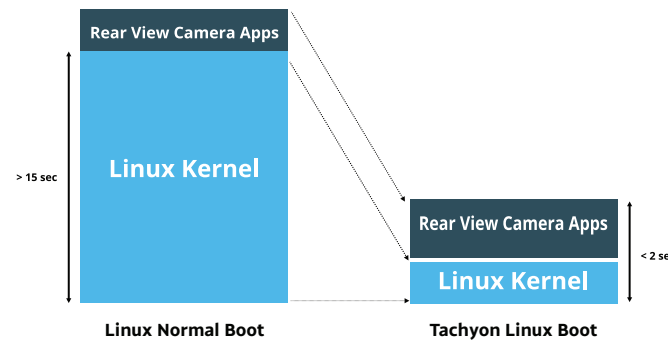 Rear View Camera Apps
Linux Kernel
> 15 sec
Linux Normal Boot
Rear View Camera Apps
Linux Kernel
< 2 se
Tachyon Linux Boot